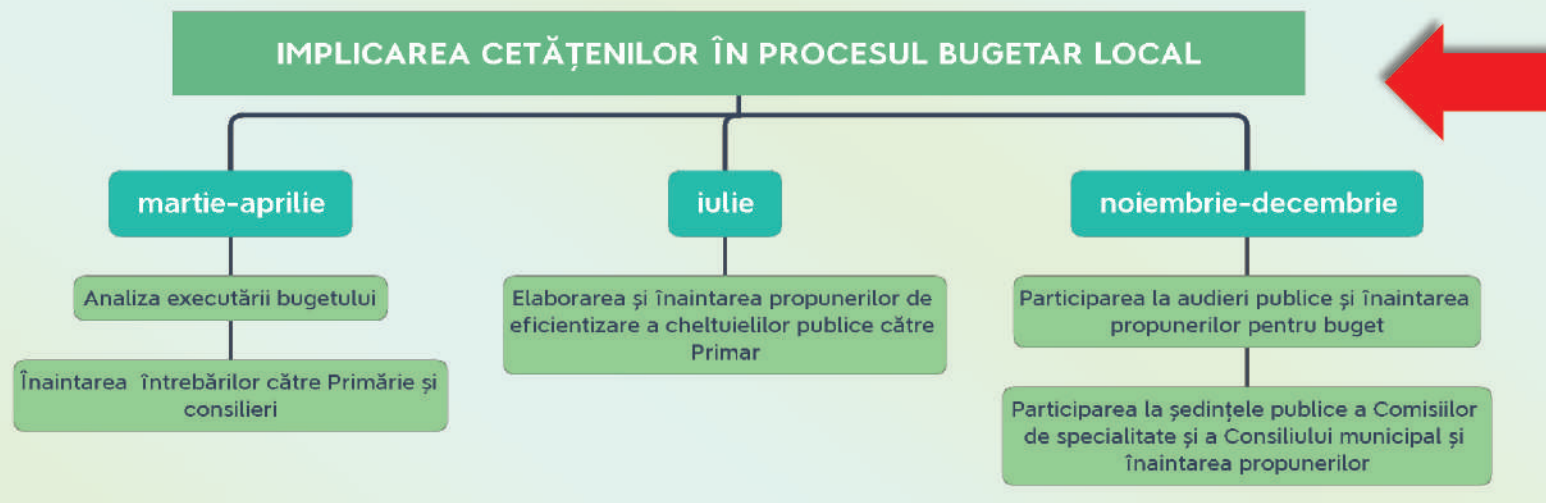 IMPLICAREA CETĂȚENILOR ÎN PROCESUL BUGETAR LOCAL
martie-aprilie
Analiza executării bugetului
Înaintarea întrebărilor către Primărie și
consilieri
iulie
Elaborarea și înaintarea propunerilor de
eficientizare a cheltuielilor publice către
Primar
noiembrie-decembrie
Participarea la audieri publice și înaintarea
propunerilor pentru buget
Participarea la ședințele publice a Comisiilor
de specialitate și a Consiliului municipal și
înaintarea propunerilor